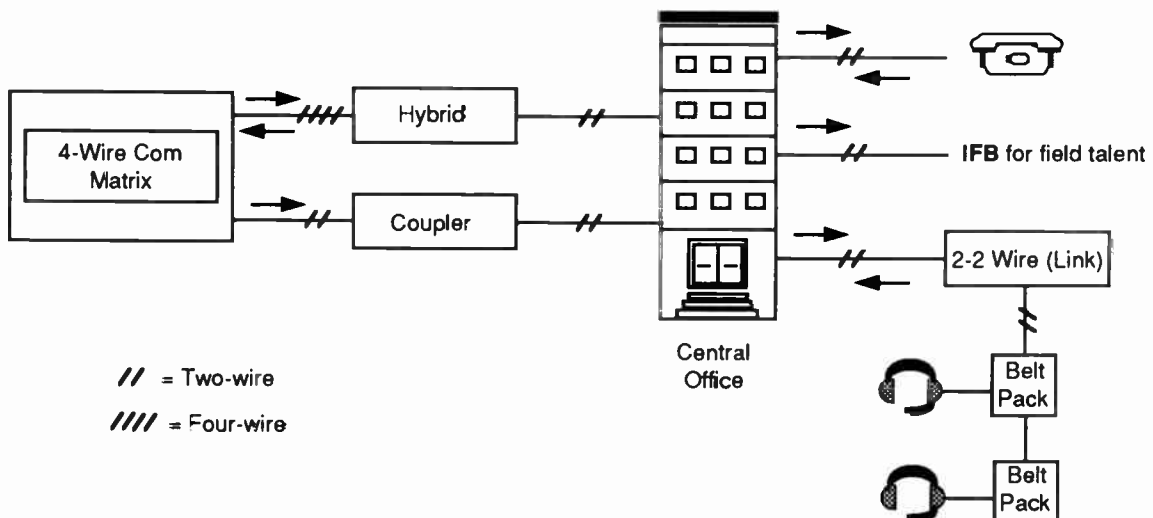 4-Wire Com
Matrix
Hybrid
Coupler
IFB for field talent
2-2 Wire (Link)
Central
Office
Belt
Pack
Belt
Pack
// = Two-wire
//// = Four-wire